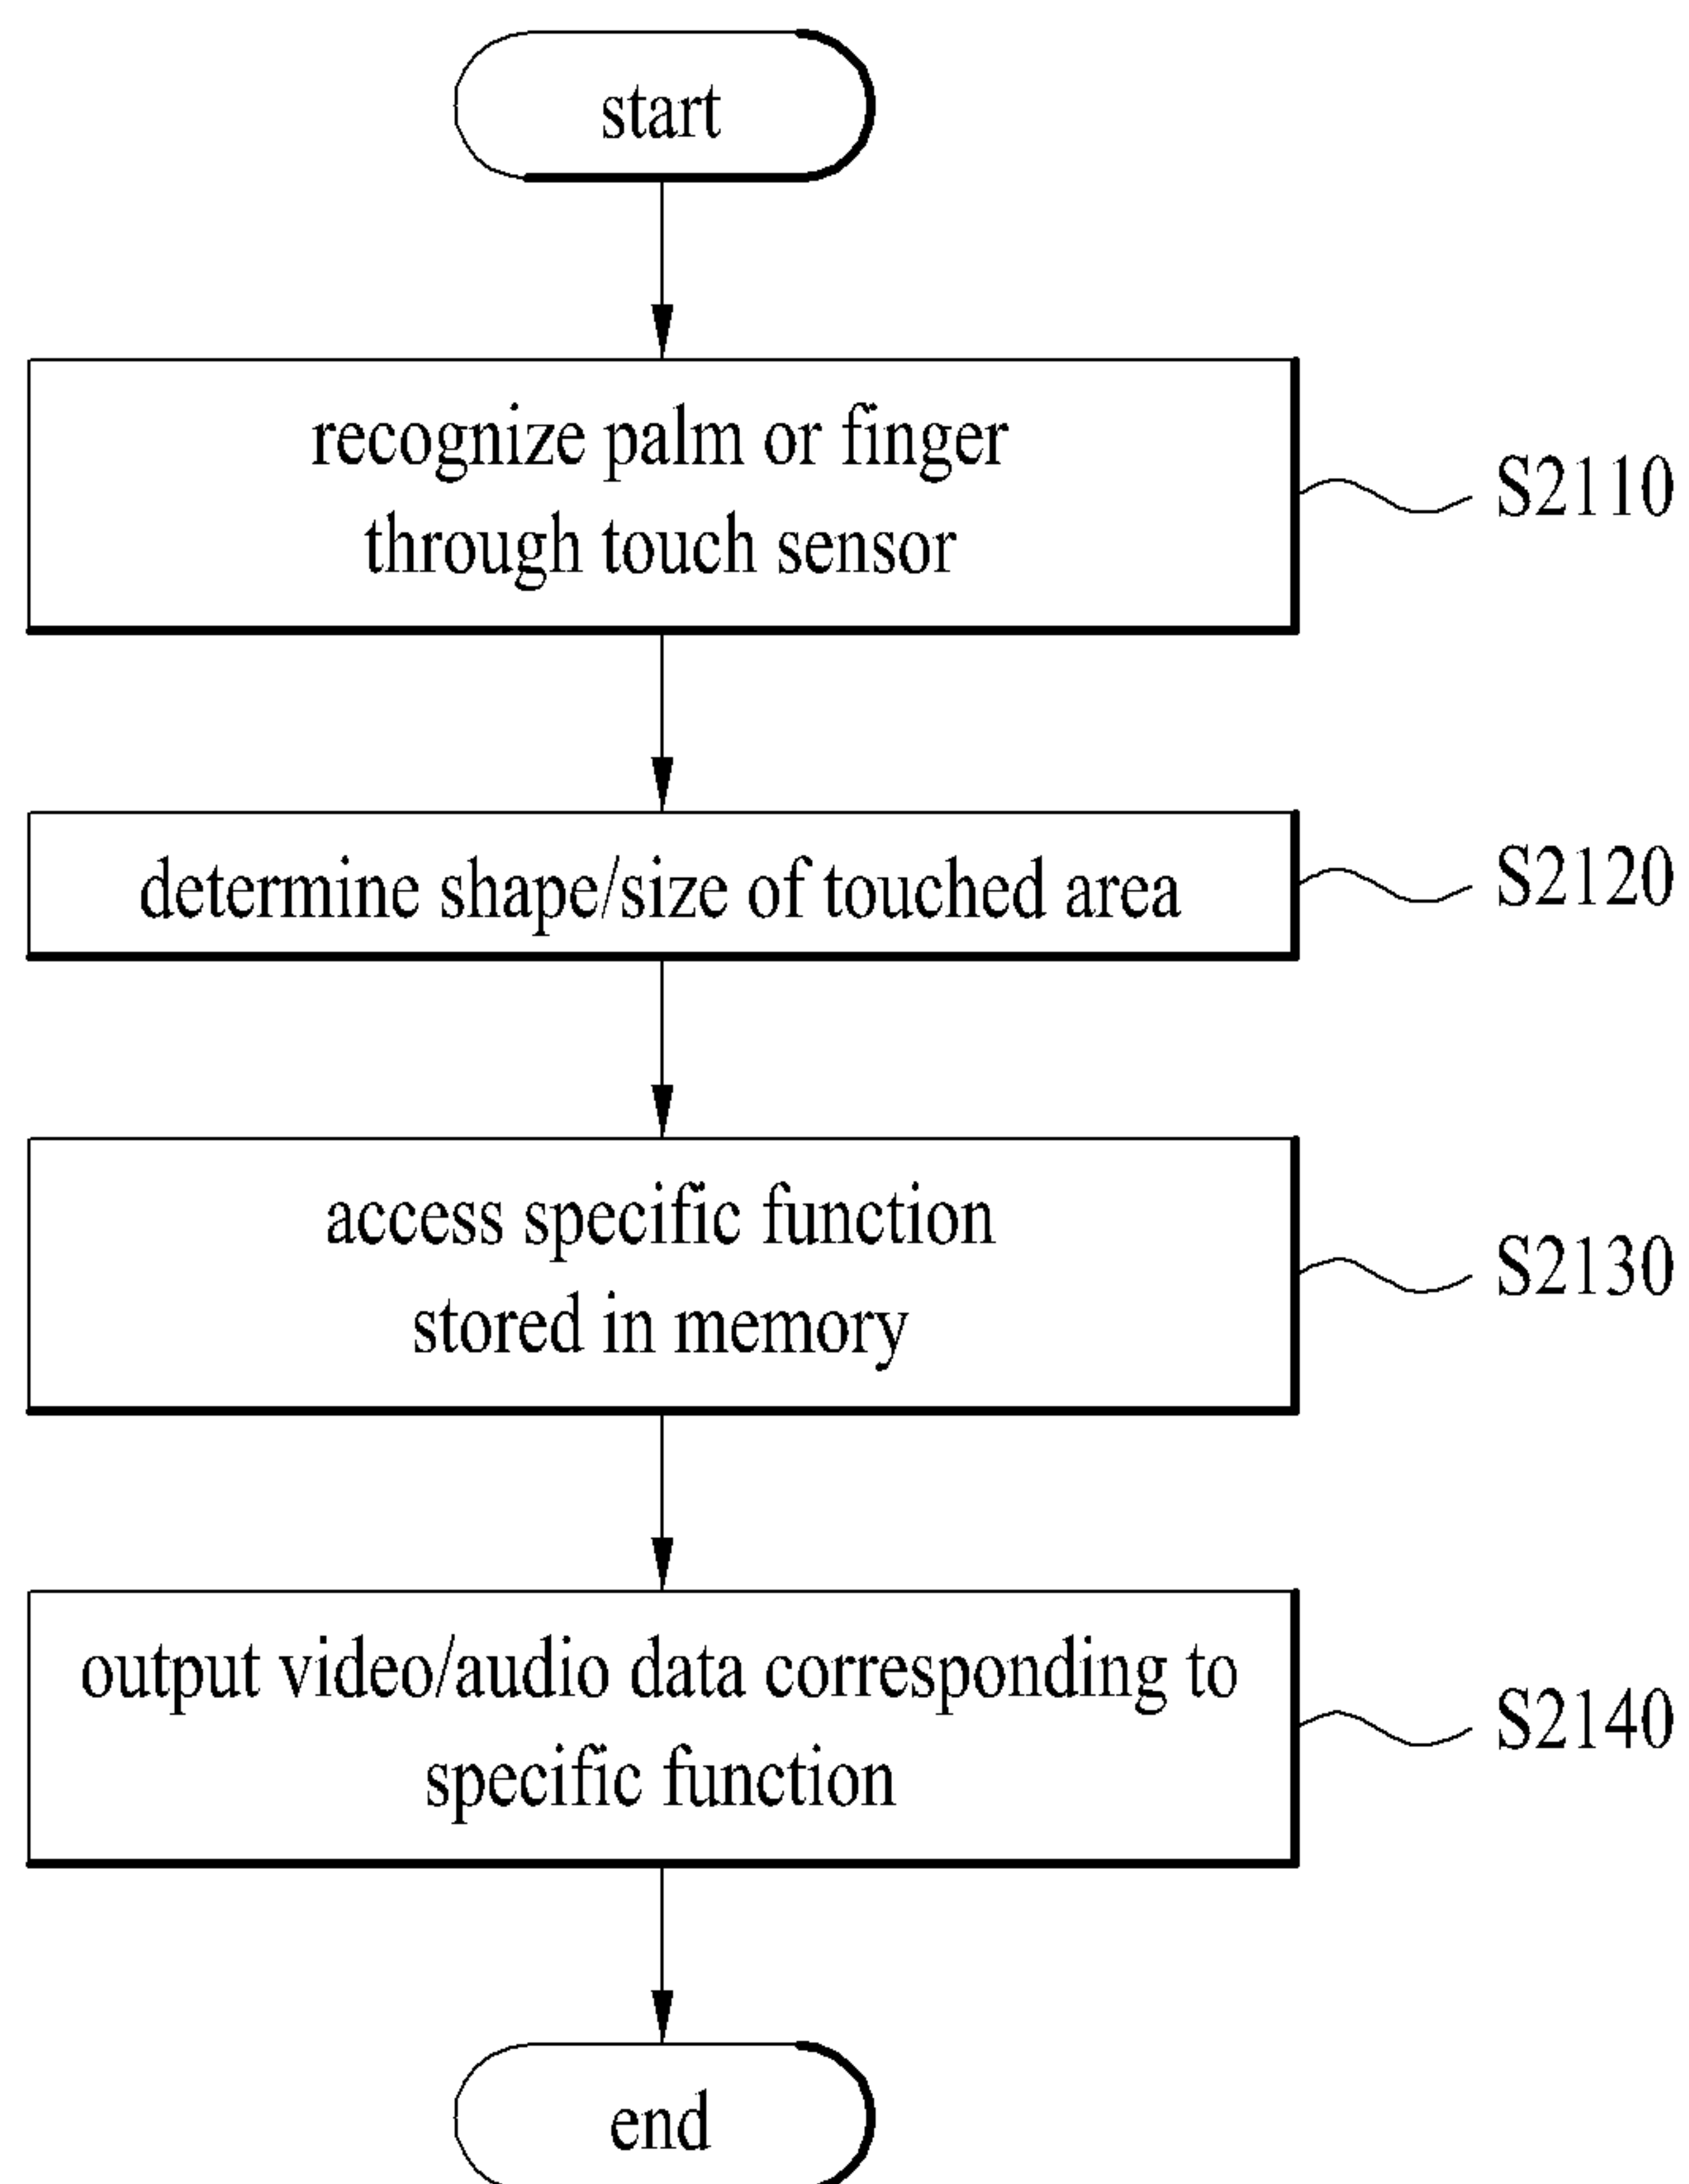 start
recognize palm or finger
through touch sensor
S2110
determine shape/size of touched area
S2120
access specific function
stored in memory
S2130
output video/audio data corresponding to
specific function
S2140
end